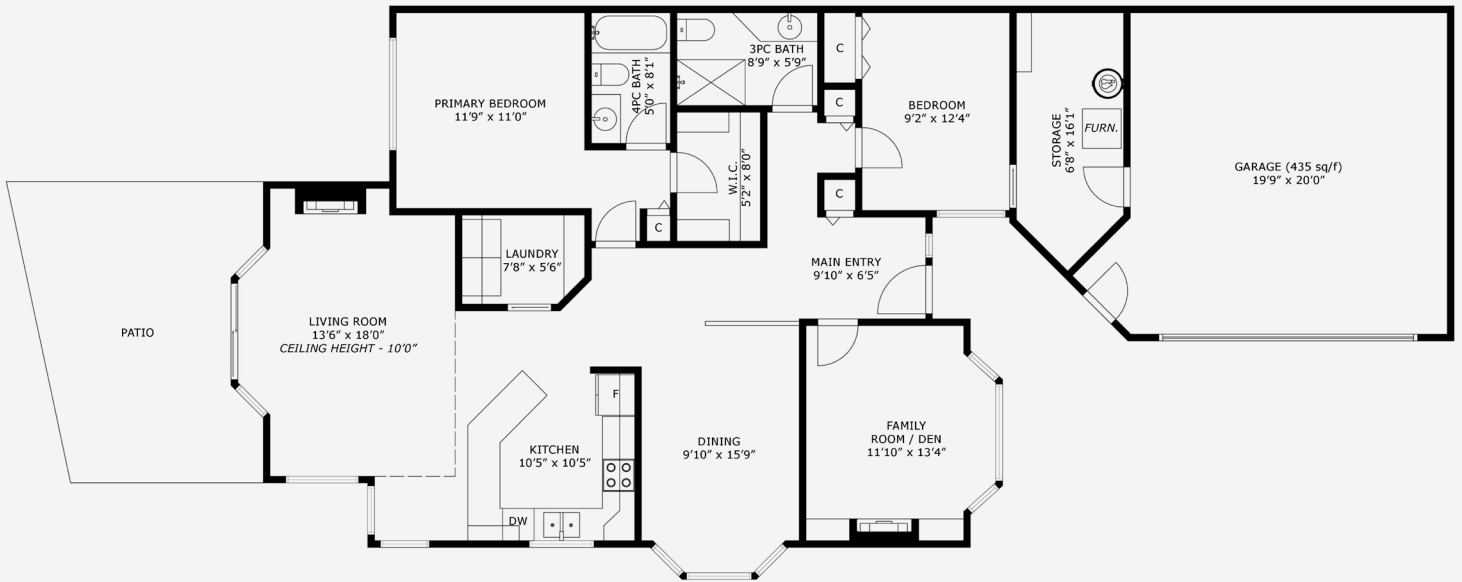 PRIMARY BEDROOM
11'9" x 11'0"
4PC BATH
5'0" x 8'1"
3PC BATH
8'9" x 5'9"
C
C
BEDROOM
9'2" x 12'4"
STORAGE
6'8" x 16'1"
FURN.
GARAGE (435 sq/f)
19'9" x 20'0"
W.I.C.
5'2" x 8'0"
C
C
LAUNDRY
7'8" x 5'6"
MAIN ENTRY
9'10" x 6'5"
PATIO
LIVING ROOM
13'6" x 18'0"
CEILING HEIGHT - 10'0"
F
KITCHEN
10'5" x 10'5"
DW
DINING
9'10" x 15'9"
FAMILY
ROOM / DEN
11'10" x 13'4"